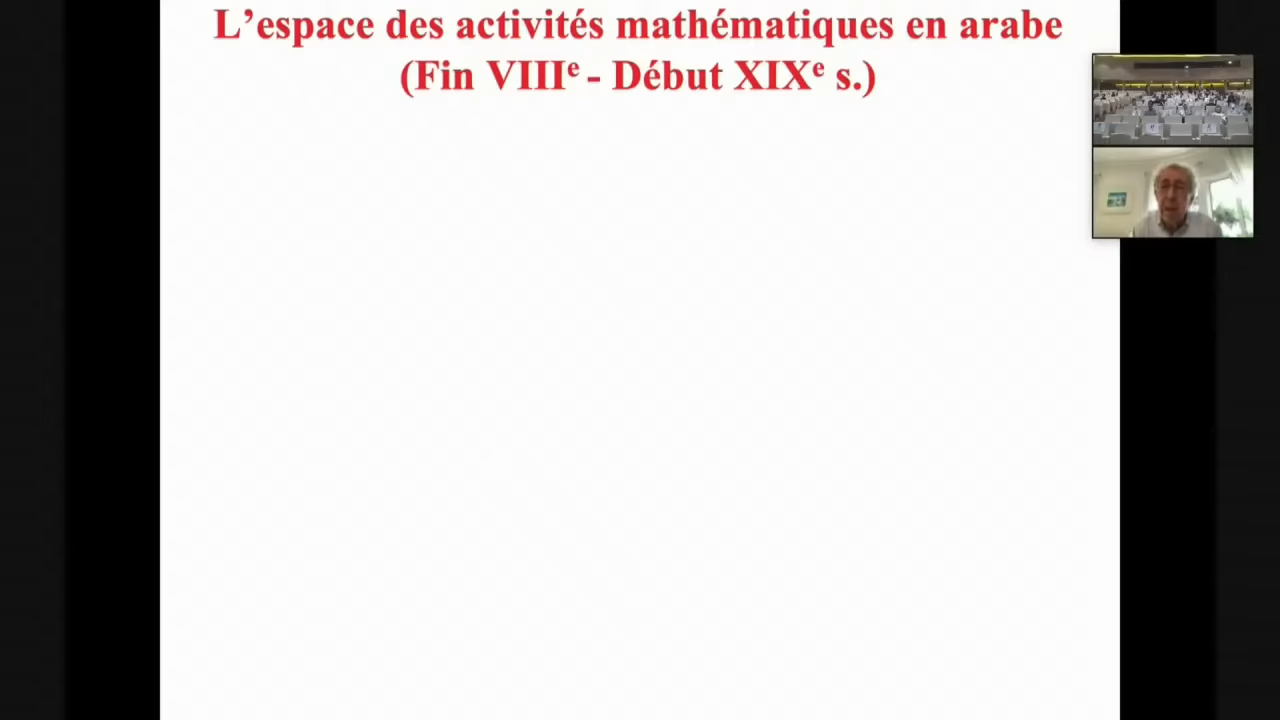 L’espace des activités mathématiques en arabe
(Fin VIIIᵉ - Début XIXᵉ s.)